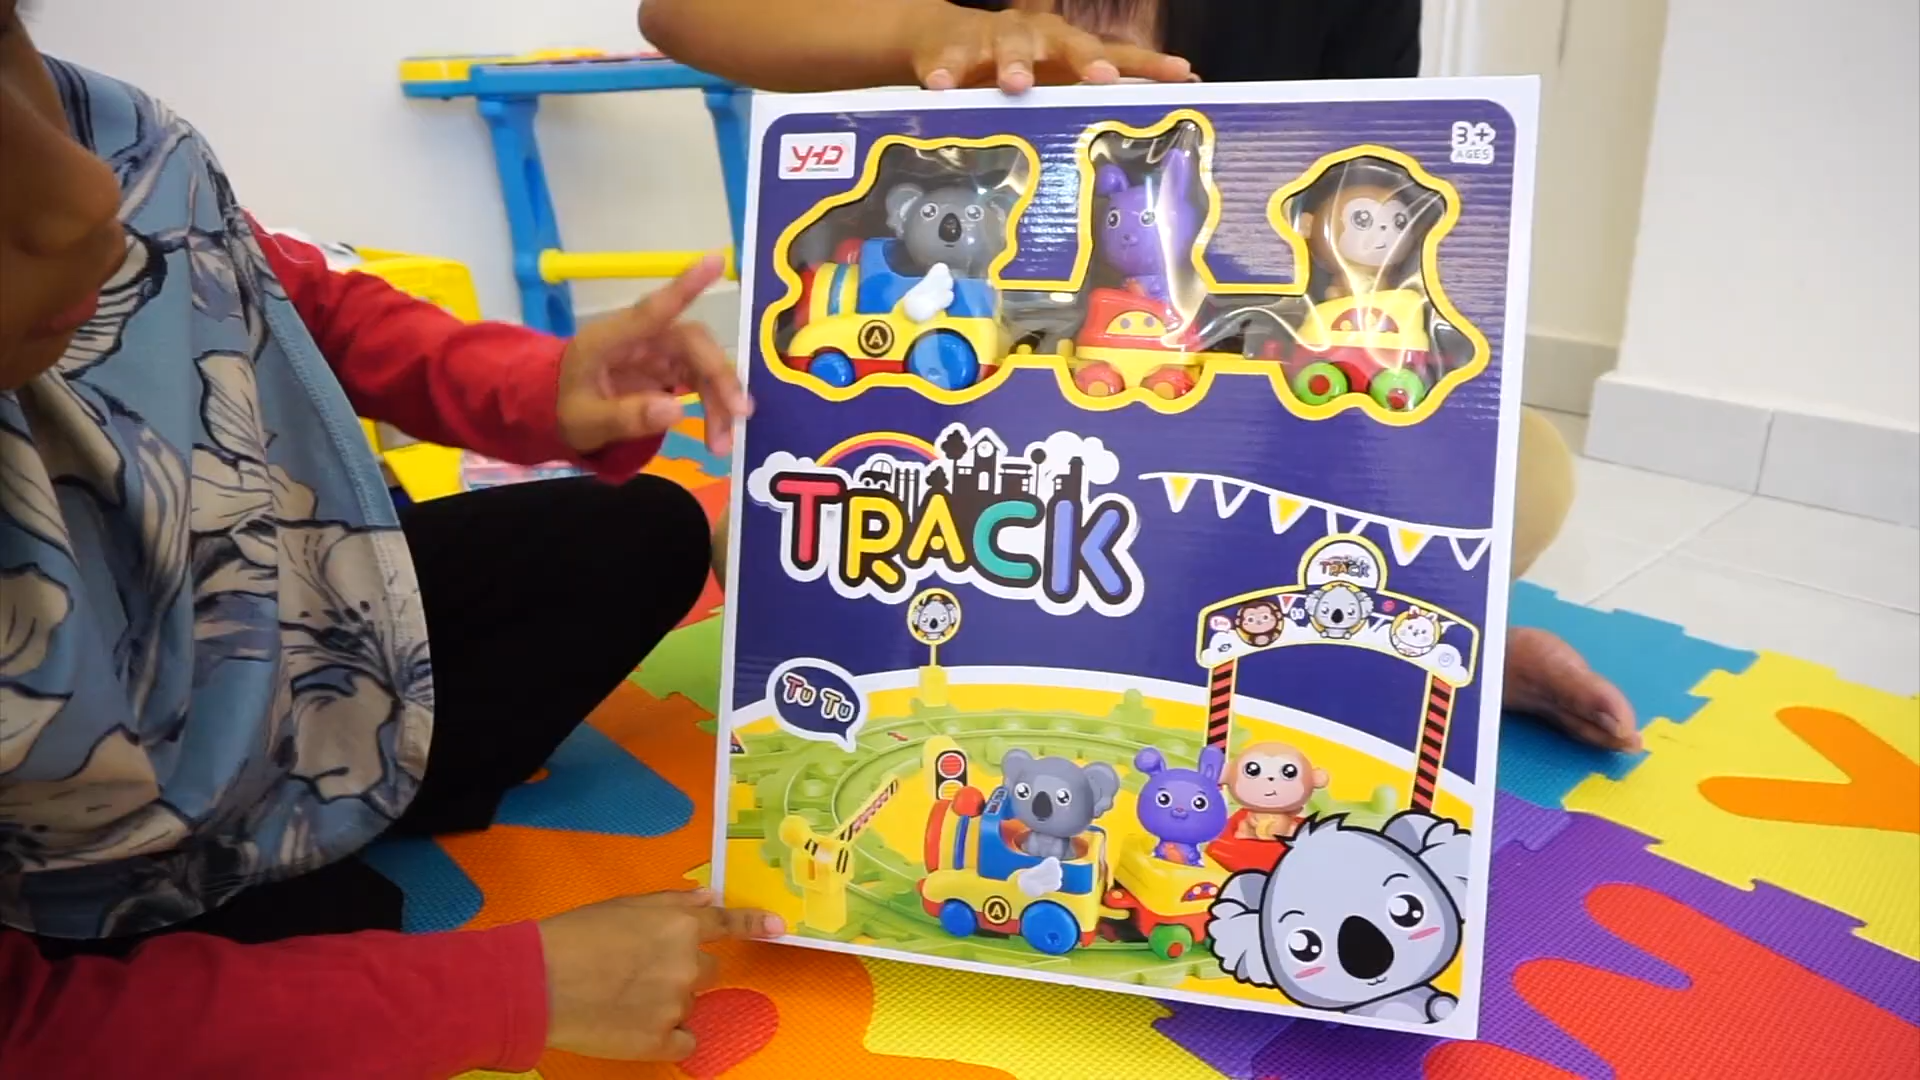 YHD
3+
AGES
TRACK
TRACK
Tu Tu
A
A